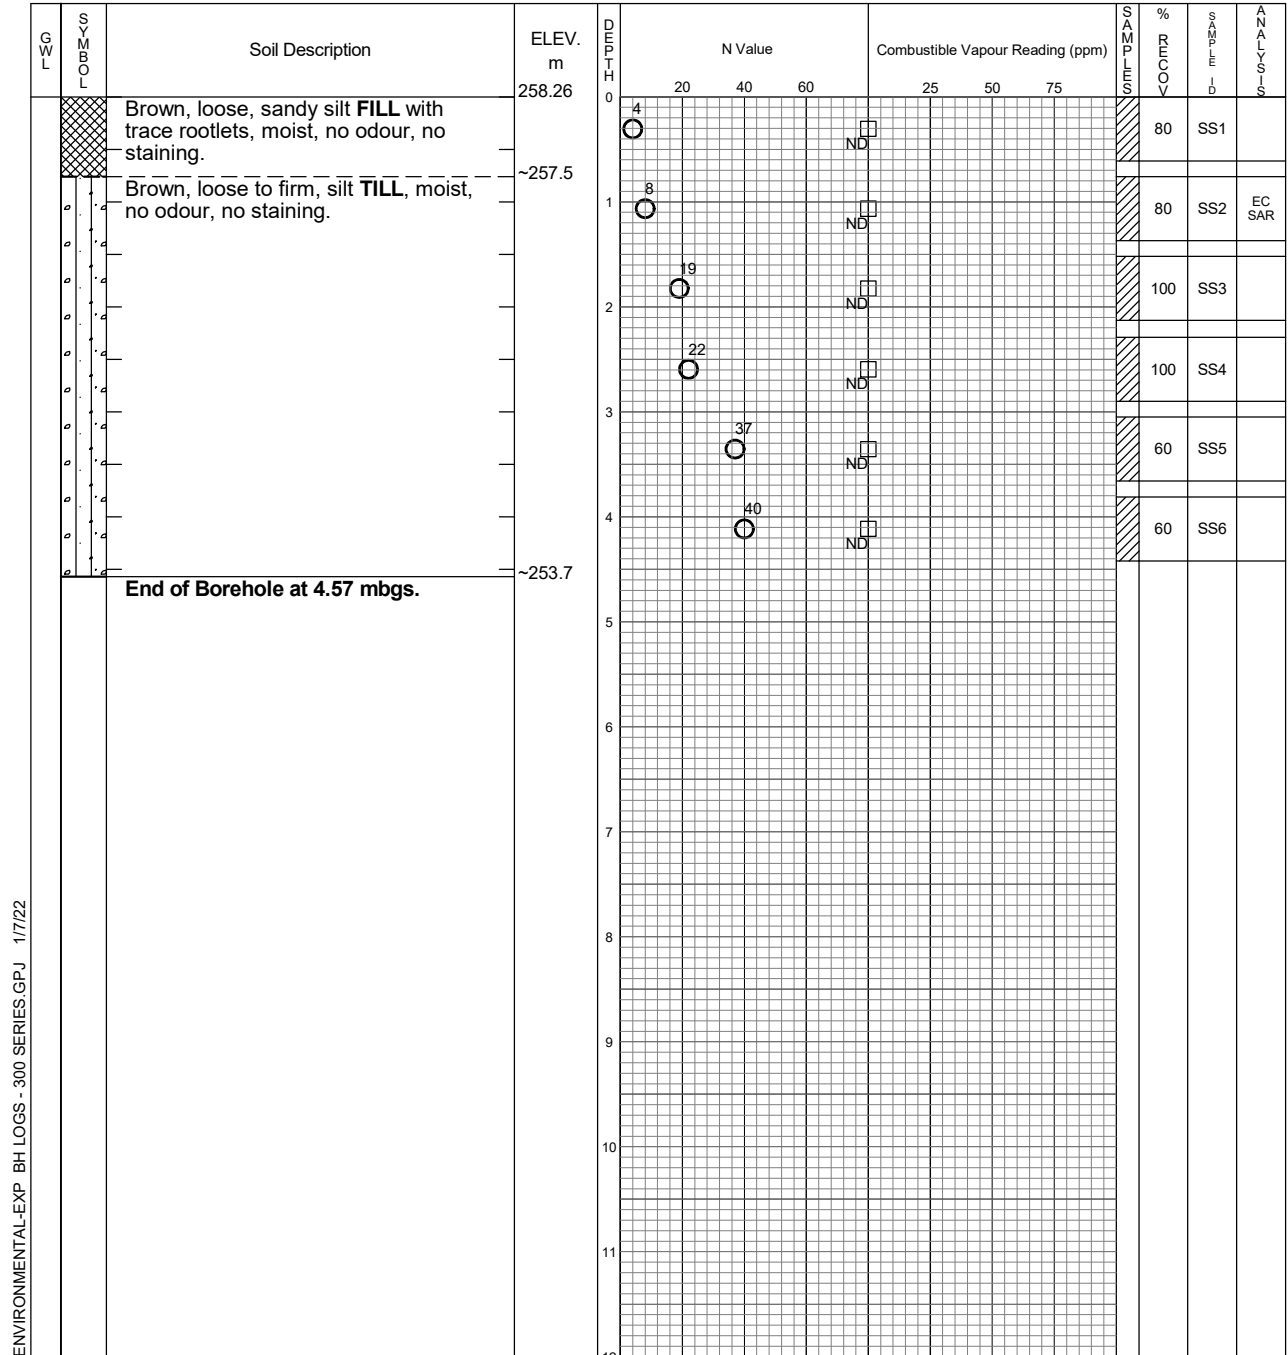 GWL
SYMBOL
Soil Description
ELEV.
m
DEPTH
N Value
Combustible Vapour Reading (ppm)
SAMPLES
% RECOV
SAMPLE ID
ANALYSIS
20 40 60
25 50 75
258.26
0
Brown, loose, sandy silt FILL with
trace rootlets, moist, no odour, no
staining.
4
ND
80 SS1
~257.5
Brown, loose to firm, silt TILL, moist,
no odour, no staining.
1
8
ND
80 SS2 EC
SAR
19
ND
100 SS3
2
22
ND
100 SS4
3
37
ND
60 SS5
4
40
ND
60 SS6
~253.7
End of Borehole at 4.57 mbgs.
5
6
7
8
9
10
11
ENVIRONMENTAL-EXP BH LOGS - 300 SERIES.GPJ 1/7/22